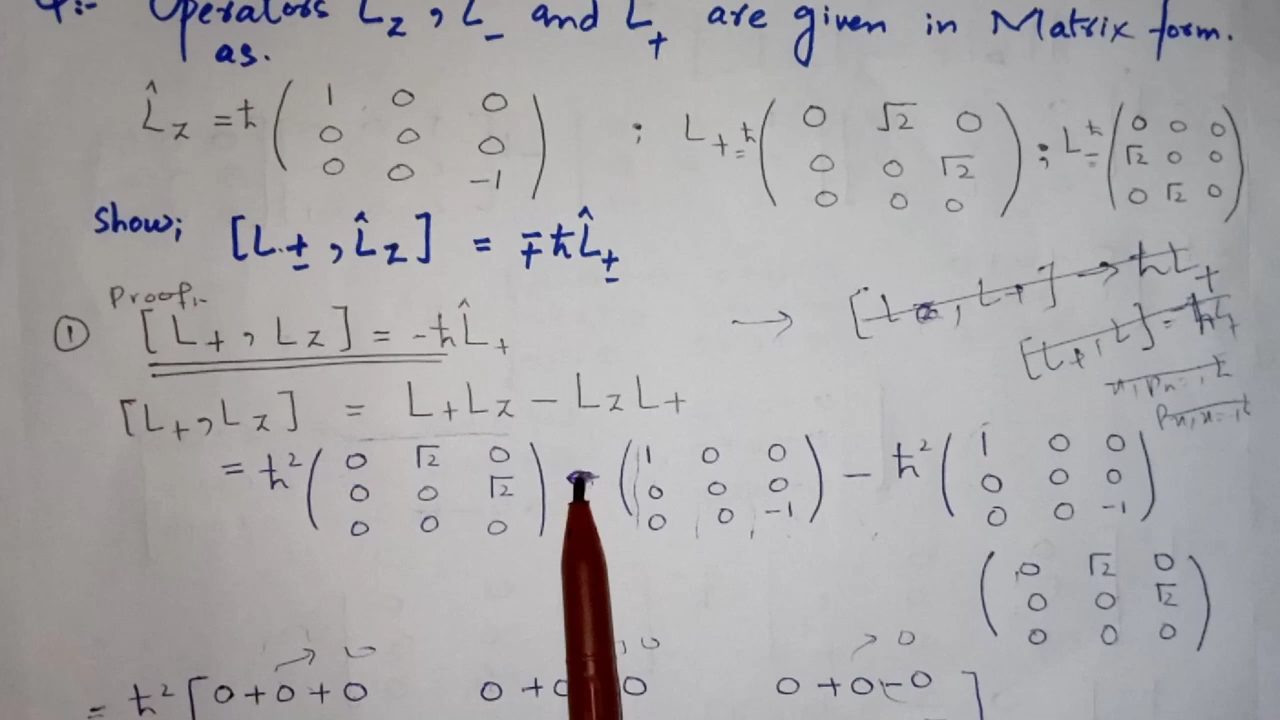 Q:- Operators L_z, L_- and L_+ are given in Matrix form.
as.
L̂_z = ħ ( 1 0 0 ; L_+ = ħ ( 0 √2 0 ) ; L_- = ħ ( 0 0 0
0 0 0 0 0 √2 √2 0 0
0 0 -1 ) 0 0 0 0 √2 0 )
Show; [L_±, L̂_z] = ∓ħL̂_±
Proof:-
① [L_+, L_z] = -ħL̂_+ →
[L_+, L_z] = L_+L_z - L_zL_+
= ħ² ( 0 √2 0 ) ( 1 0 0 ) - ħ² ( 1 0 0 )
0 0 √2 0 0 0 0 0 0
0 0 0 0 0 -1 0 0 -1
( 0 √2 0 )
0 0 √2
0 0 0
→ 0
= ħ² [ 0+0+0 0+0 0 0+0-0 ]